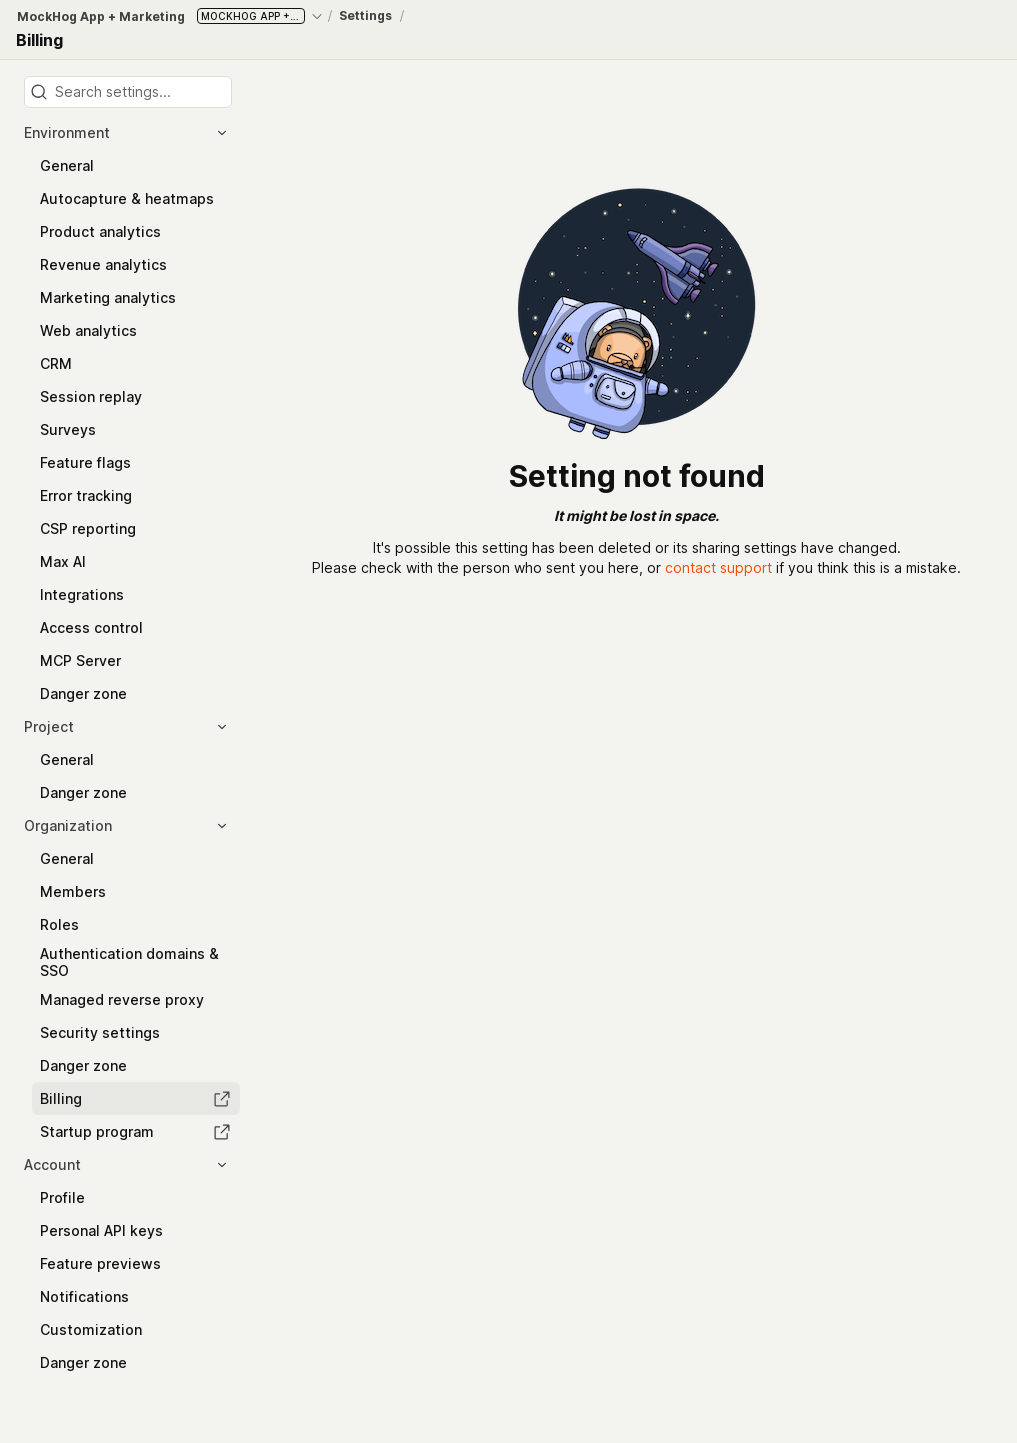 MockHog App + Marketing MOCKHOG APP +... / Settings /
Billing
Search settings...
Environment
General
Autocapture & heatmaps
Product analytics
Revenue analytics
Marketing analytics
Web analytics
CRM
Session replay
Surveys
Feature flags
Error tracking
CSP reporting
Max AI
Integrations
Access control
MCP Server
Danger zone
Project
General
Danger zone
Organization
General
Members
Roles
Authentication domains &
SSO
Managed reverse proxy
Security settings
Danger zone
Billing
Startup program
Account
Profile
Personal API keys
Feature previews
Notifications
Customization
Danger zone
Setting not found
It might be lost in space.
It's possible this setting has been deleted or its sharing settings have changed.
Please check with the person who sent you here, or contact support if you think this is a mistake.